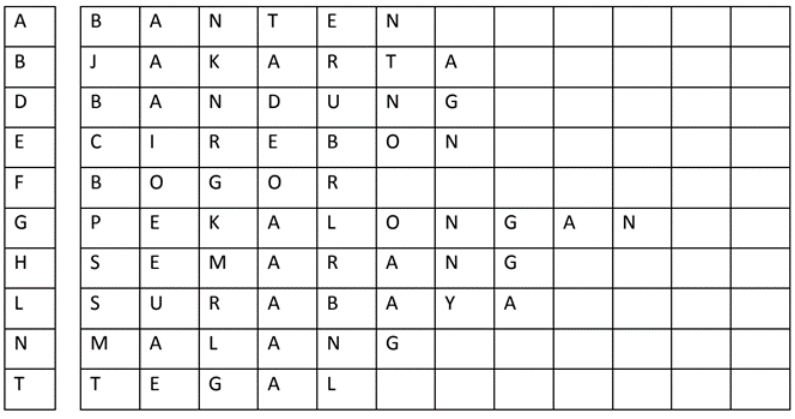 A B A N T E N
B J A K A R T A
D B A N D U N G
E C I R E B O N
F B O G O R
G P E K A L O N G A N
H S E M A R A N G
L S U R A B A Y A
N M A L A N G
T T E G A L